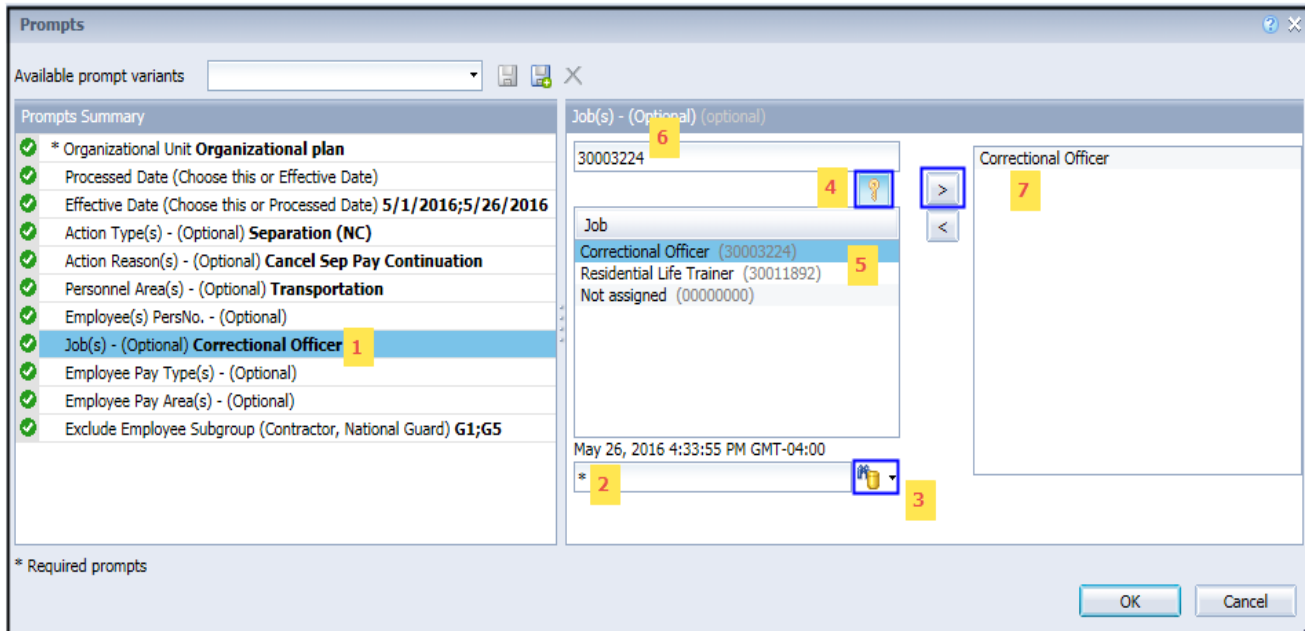 Prompts
Available prompt variants
Prompts Summary
* Organizational Unit Organizational plan
Processed Date (Choose this or Effective Date)
Effective Date (Choose this or Processed Date) 5/1/2016;5/26/2016
Action Type(s) - (Optional) Separation (NC)
Action Reason(s) - (Optional) Cancel Sep Pay Continuation
Personnel Area(s) - (Optional) Transportation
Employee(s) PersNo. - (Optional)
Job(s) - (Optional) Correctional Officer 1
Employee Pay Type(s) - (Optional)
Employee Pay Area(s) - (Optional)
Exclude Employee Subgroup (Contractor, National Guard) G1;G5
Job(s) - (Optional) (optional)
6
30003224
4
>
<
Job
Correctional Officer (30003224)
5
Residential Life Trainer (30011892)
Not assigned (00000000)
May 26, 2016 4:33:55 PM GMT-04:00
* 2
3
Correctional Officer
7
* Required prompts
OK
Cancel